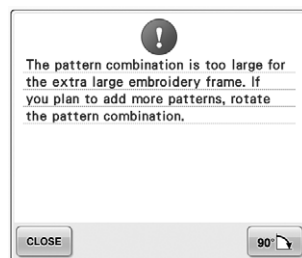 The pattern combination is too large for
the extra large embroidery frame. If
you plan to add more patterns, rotate
the pattern combination.
CLOSE
90°